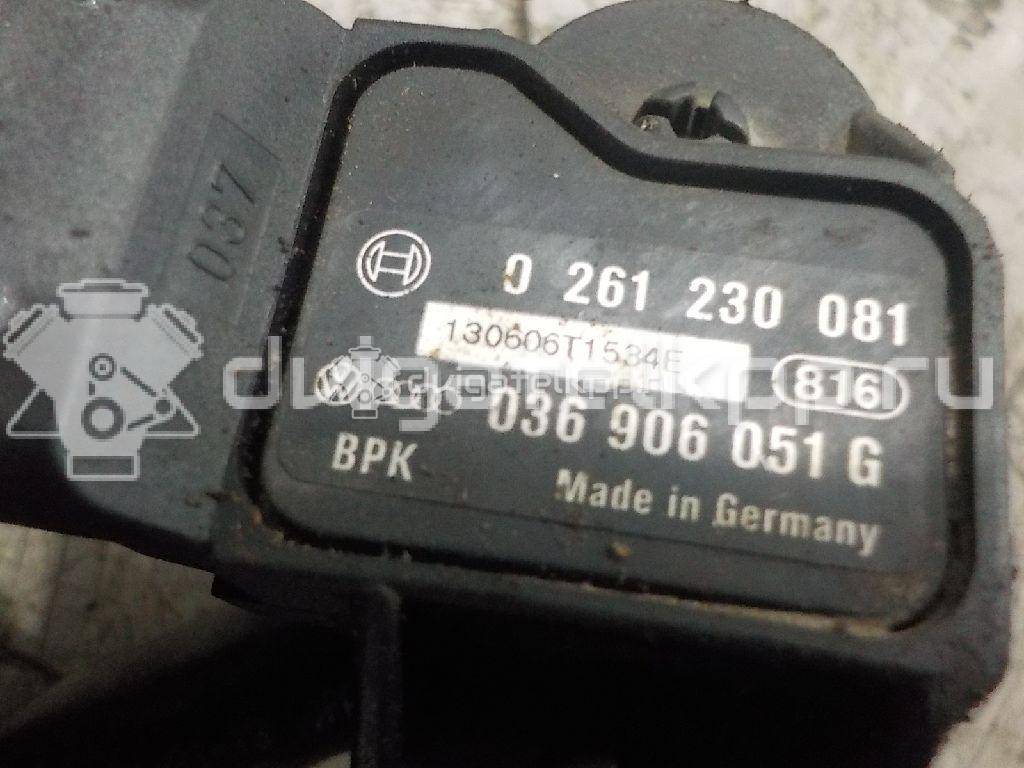 037
0 261 230 081
130606T1534E
816
036 906 051 G
BPK
Made in Germany